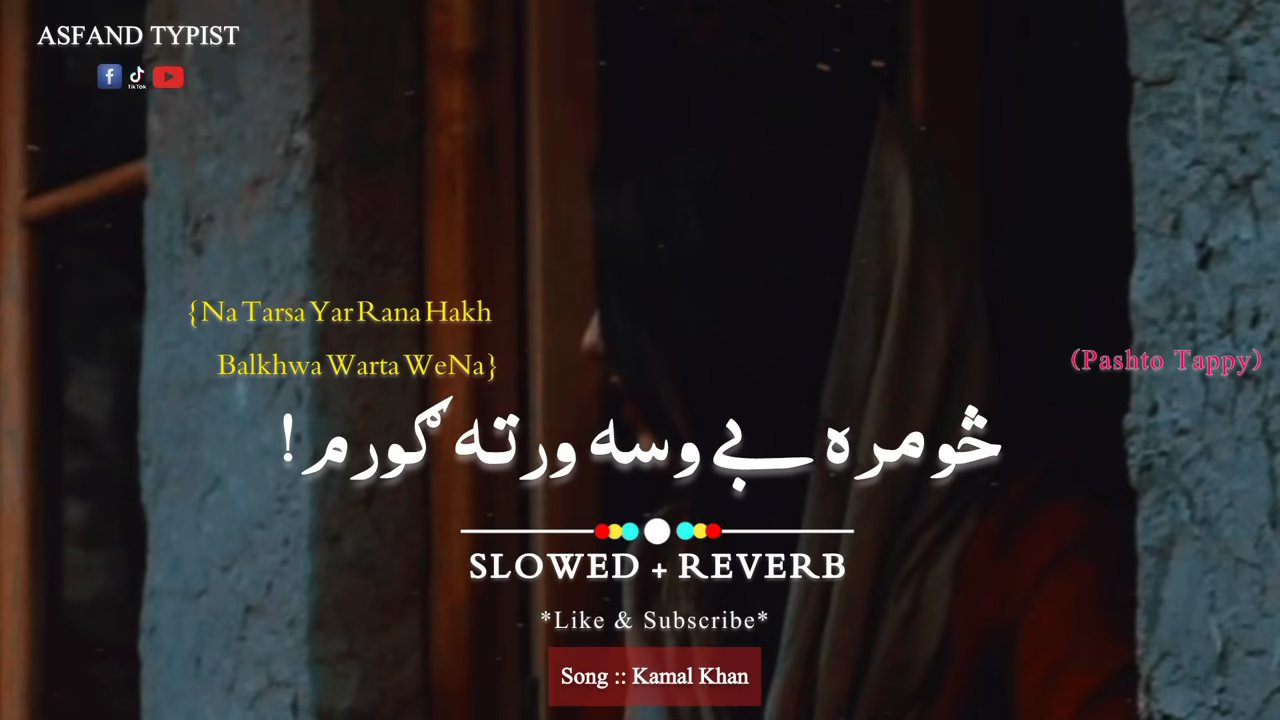 ASFAND TYPIST
TikTok
{Na Tarsa Yar Rana Hakh
Balkhwa Warta WeNa}
(Pashto Tappy)
څومره بې وسه ورته ګورم!
SLOWED + REVERB
*Like & Subscribe*
Song :: Kamal Khan